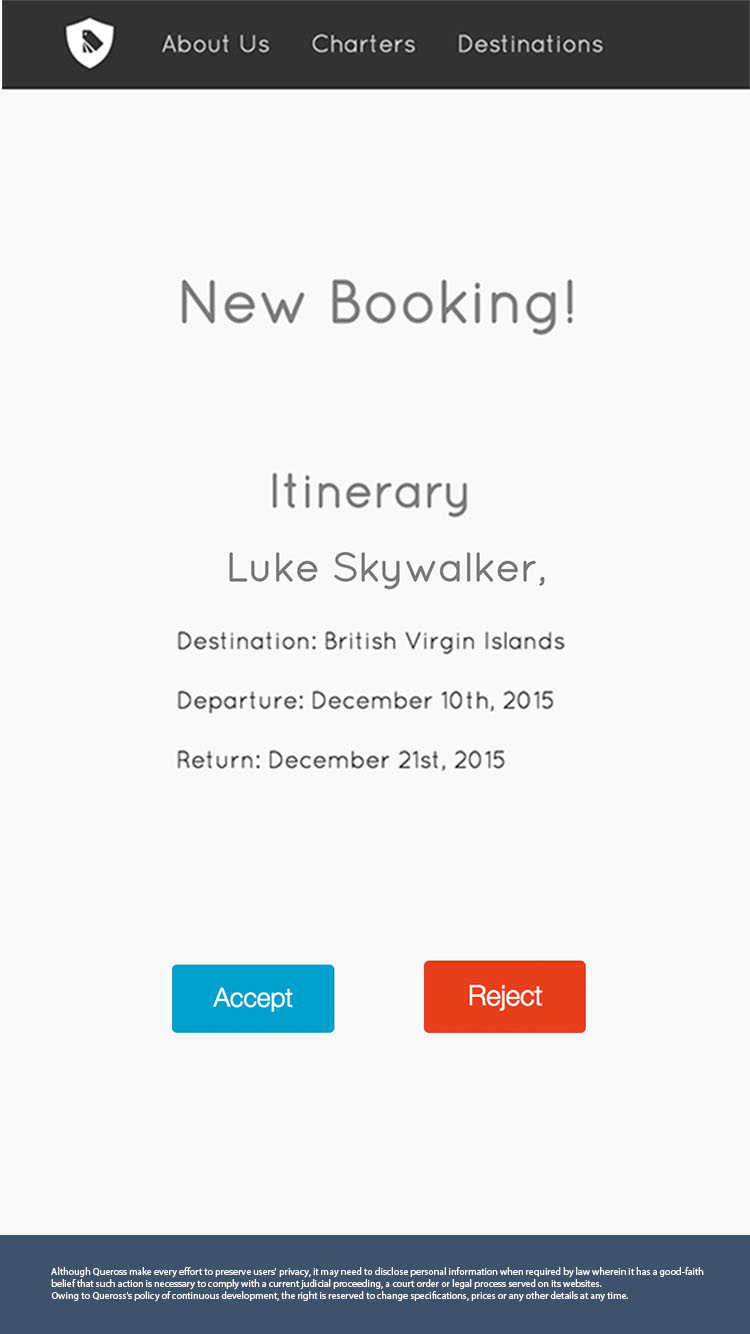 About Us Charters Destinations
New Booking!
Itinerary
Luke Skywalker,
Destination: British Virgin Islands
Departure: December 10th, 2015
Return: December 21st, 2015
Accept Reject
Although Queross make every effort to preserve users' privacy, it may need to disclose personal information when required by law wherein it has a good-faith
belief that such action is necessary to comply with a current judicial proceeding, a court order or legal process served on its websites.
Owing to Queross's policy of continuous development, the right is reserved to change specifications, prices or any other details at any time.